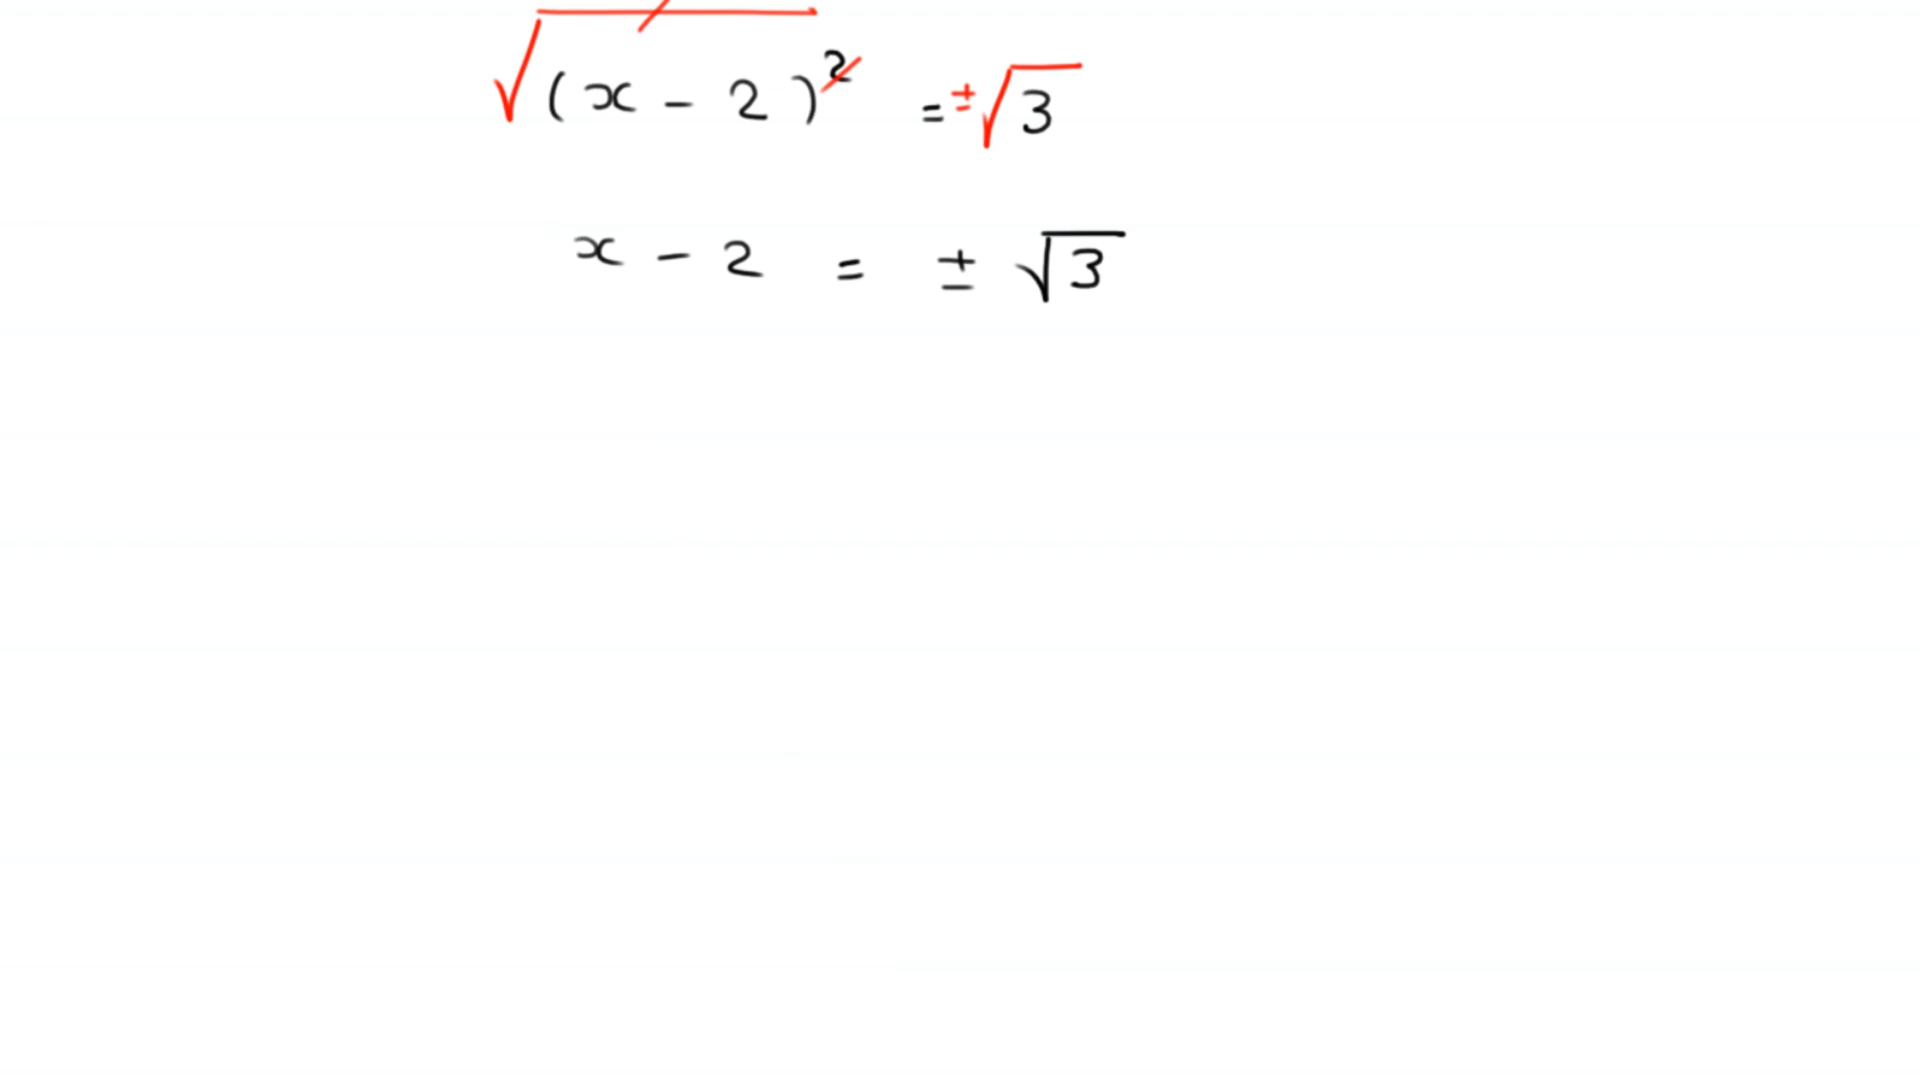 √(x - 2)² = ±√3
x - 2 = ±√3